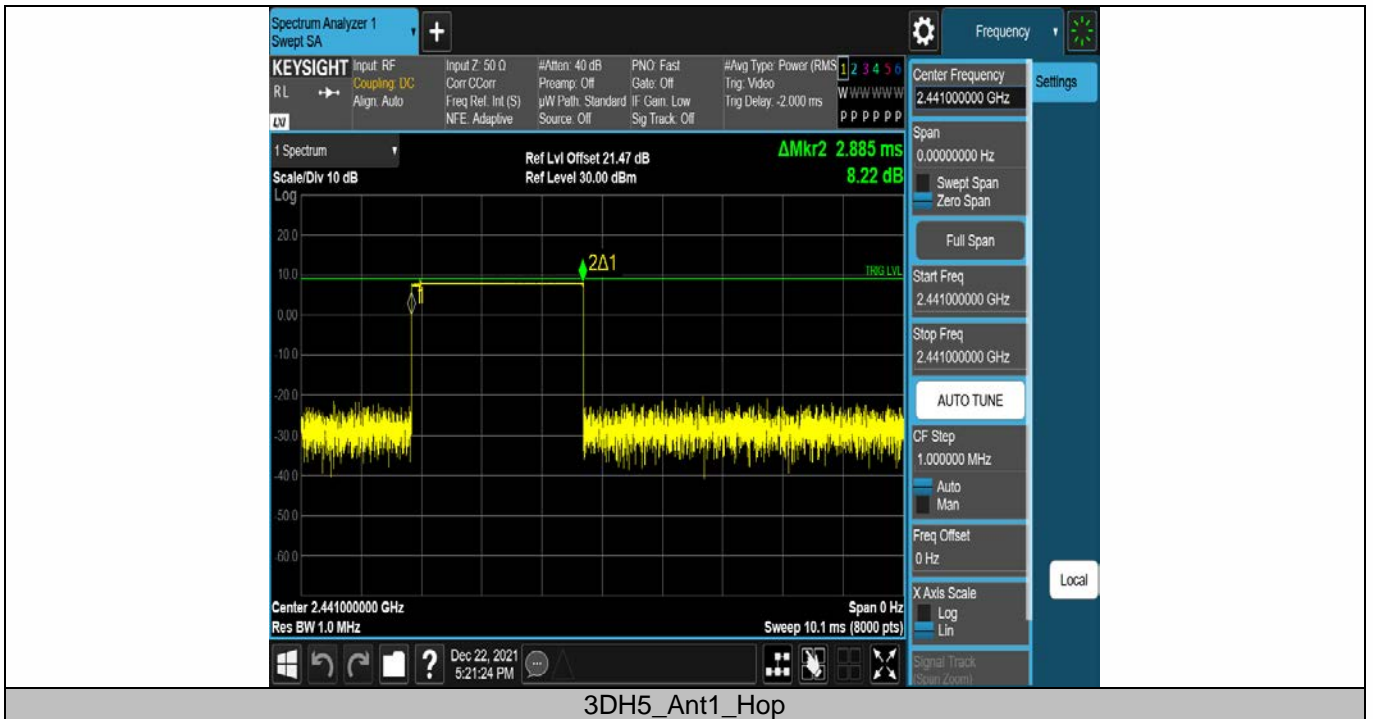 Spectrum Analyzer 1
Swept SA
+
Frequency
KEYSIGHT
RL
LV
Input: RF
Coupling: DC
Align: Auto
Input Z: 50 Ω
Corr CCorr
Freq Ref: Int (S)
NFE: Adaptive
#Atten: 40 dB
Preamp: Off
µW Path: Standard
Source: Off
PNO: Fast
Gate: Off
IF Gain: Low
Sig Track: Off
#Avg Type: Power (RMS
Trig: Video
Trig Delay: -2.000 ms
1 2 3 4 5 6
W W W W W W
P P P P P P
1 Spectrum
Scale/Div 10 dB
Ref Lvl Offset 21.47 dB
Ref Level 30.00 dBm
ΔMkr2 2.885 ms
8.22 dB
Log
20.0
10.0
0.00
-10.0
-20.0
-30.0
-40.0
-50.0
-60.0
2Δ1
TRIG LVL
Center 2.441000000 GHz
Res BW 1.0 MHz
Span 0 Hz
Sweep 10.1 ms (8000 pts)
Center Frequency
2.441000000 GHz
Settings
Span
0.00000000 Hz
Swept Span
Zero Span
Full Span
Start Freq
2.441000000 GHz
Stop Freq
2.441000000 GHz
AUTO TUNE
CF Step
1.000000 MHz
Auto
Man
Freq Offset
0 Hz
X Axis Scale
Log
Lin
Signal Track
(Span Zoom)
Local
?
Dec 22, 2021
5:21:24 PM
3DH5_Ant1_Hop